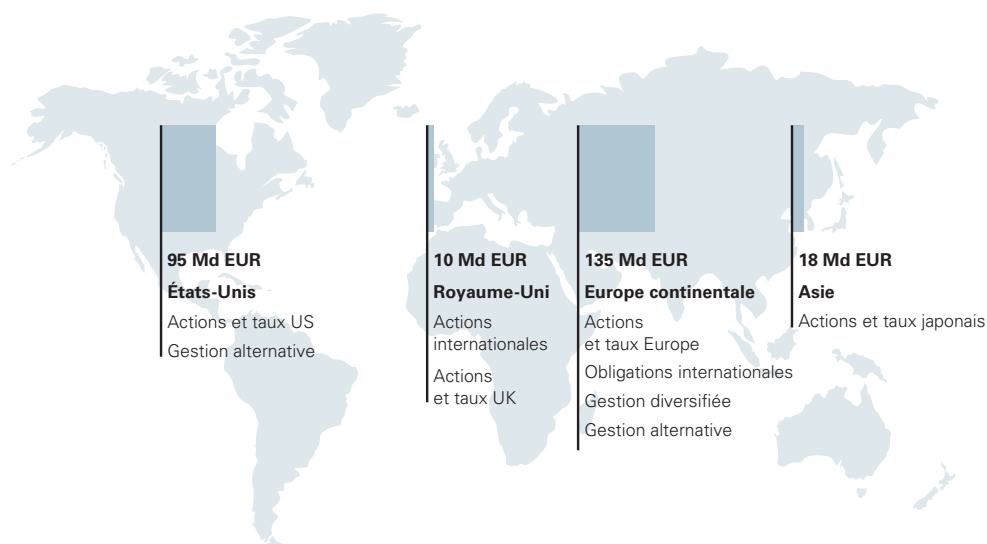 95 Md EUR
États-Unis
Actions et taux US
Gestion alternative
10 Md EUR
Royaume-Uni
Actions
internationales
Actions
et taux UK
135 Md EUR
Europe continentale
Actions
et taux Europe
Obligations internationales
Gestion diversifiée
Gestion alternative
18 Md EUR
Asie
Actions et taux japonais